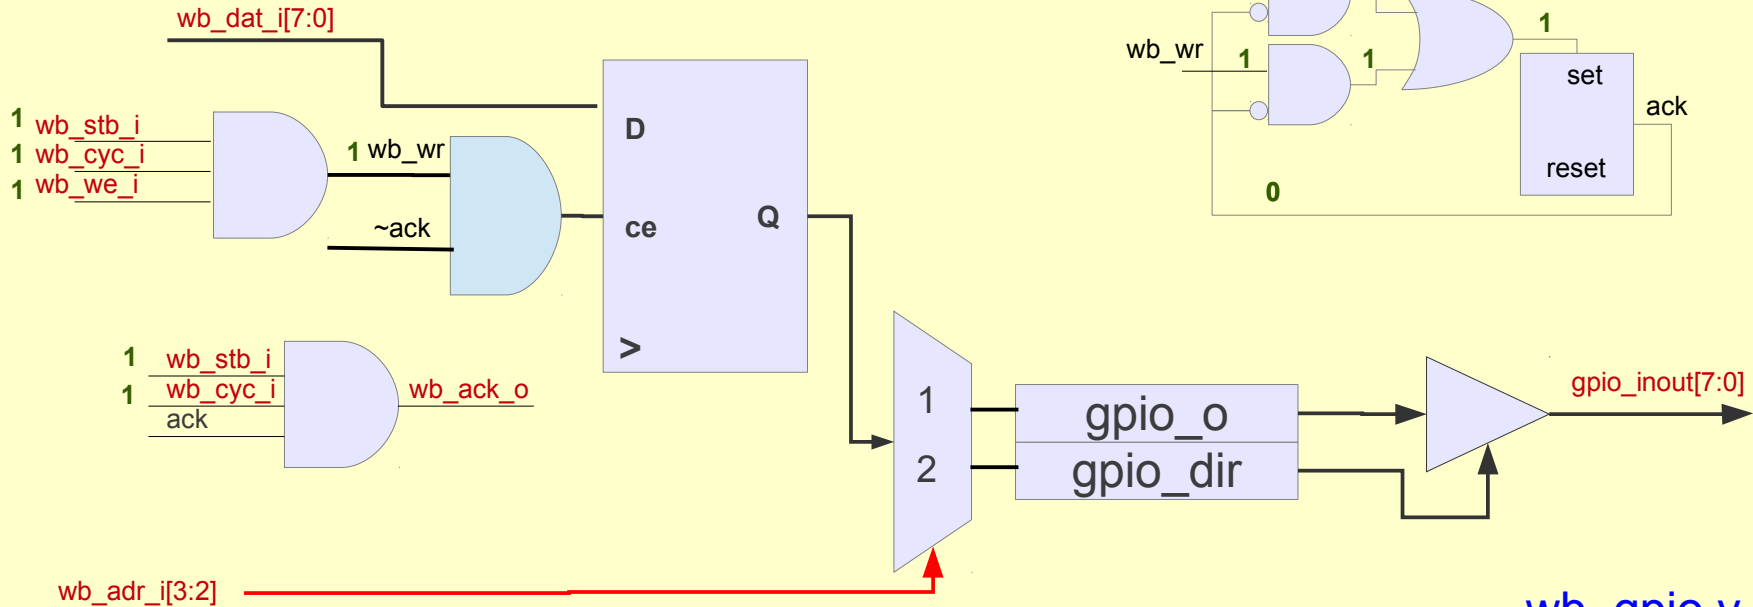 wb_dat_i[7:0]
1
wb_wr
1
1
set
ack
reset
0
1 wb_stb_i
1 wb_cyc_i
1 wb_we_i
1 wb_wr
~ack
D
ce
Q
>
1 wb_stb_i
1 wb_cyc_i
ack
wb_ack_o
1
2
gpio_o
gpio_dir
gpio_inout[7:0]
wb_adr_i[3:2]
wb_gpio.v